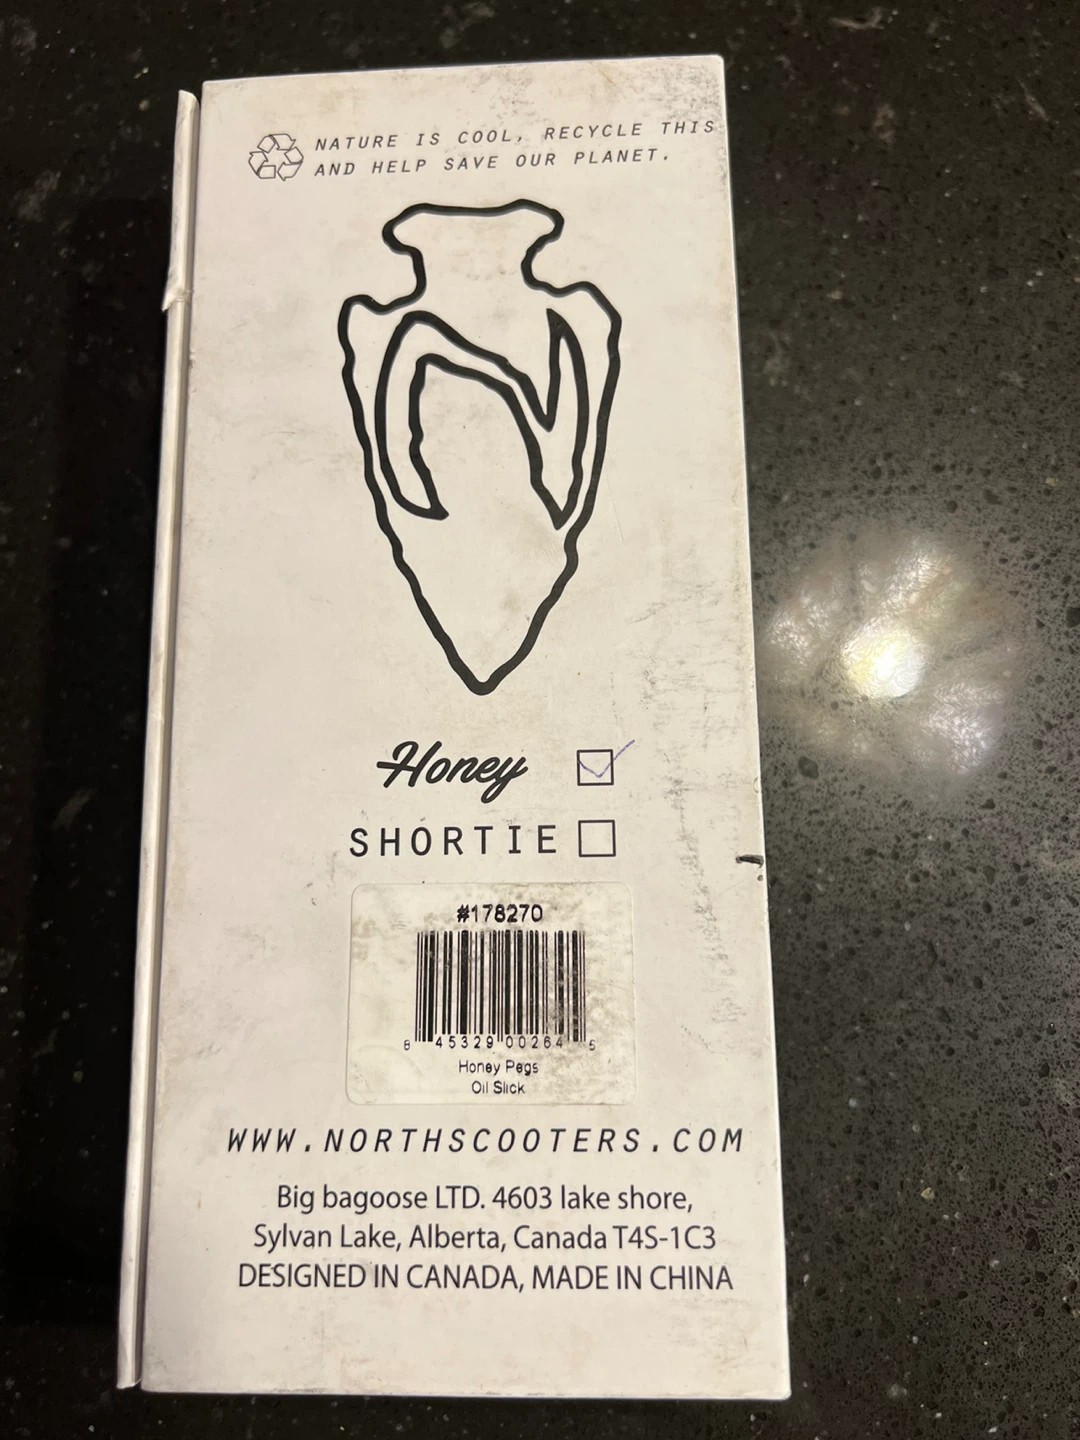 NATURE IS COOL, RECYCLE THIS
AND HELP SAVE OUR PLANET.
Honey
SHORTIE
#178270
8 45329 00264 5
Honey Pegs
Oil Slick
WWW.NORTHSCOOTERS.COM
Big bagoose LTD. 4603 lake shore,
Sylvan Lake, Alberta, Canada T4S-1C3
DESIGNED IN CANADA, MADE IN CHINA